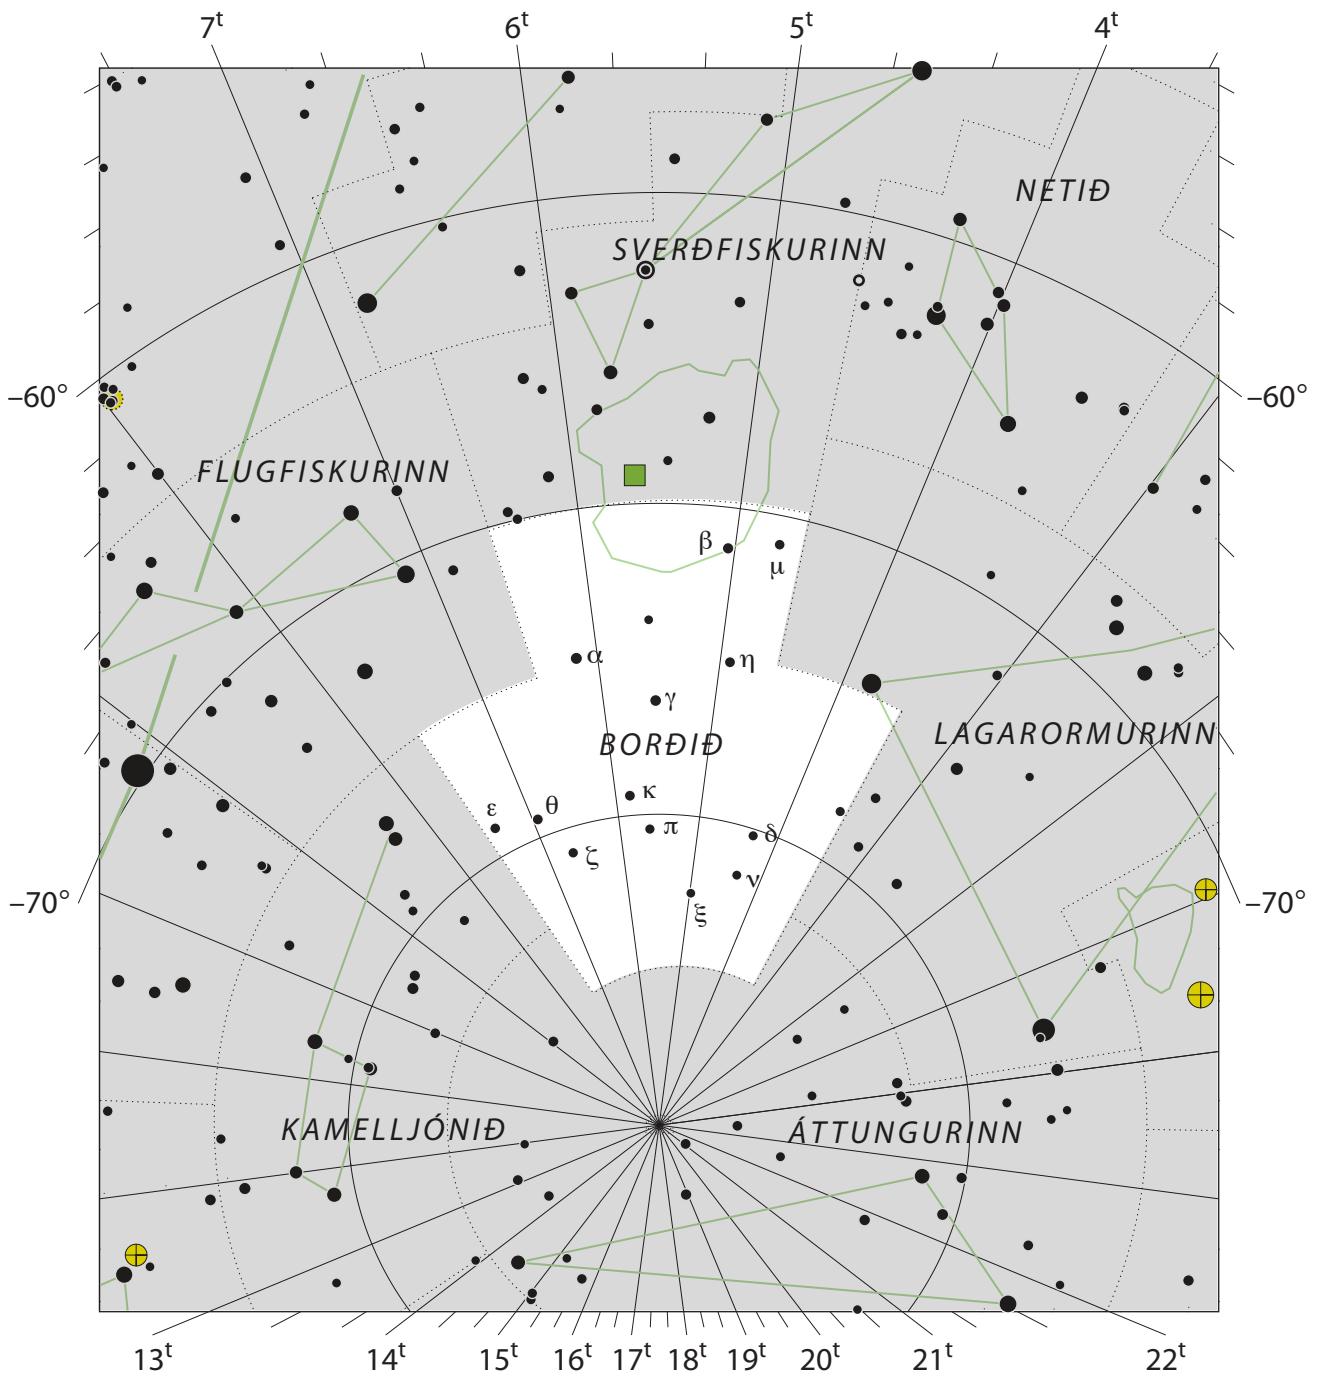 7ᵗ 6ᵗ 5ᵗ 4ᵗ
NETIÐ
SVERÐFISKURINN
–60° –60°
FLUGFISKURINN
β
μ
α η
γ
LAGARORMURINN
BORÐIÐ
κ
ε θ
π δ
ζ
ν
–70° –70°
ξ
KAMELLJÓNIÐ ÁTTUNGURINN
13ᵗ 14ᵗ 15ᵗ 16ᵗ 17ᵗ 18ᵗ 19ᵗ 20ᵗ 21ᵗ 22ᵗ